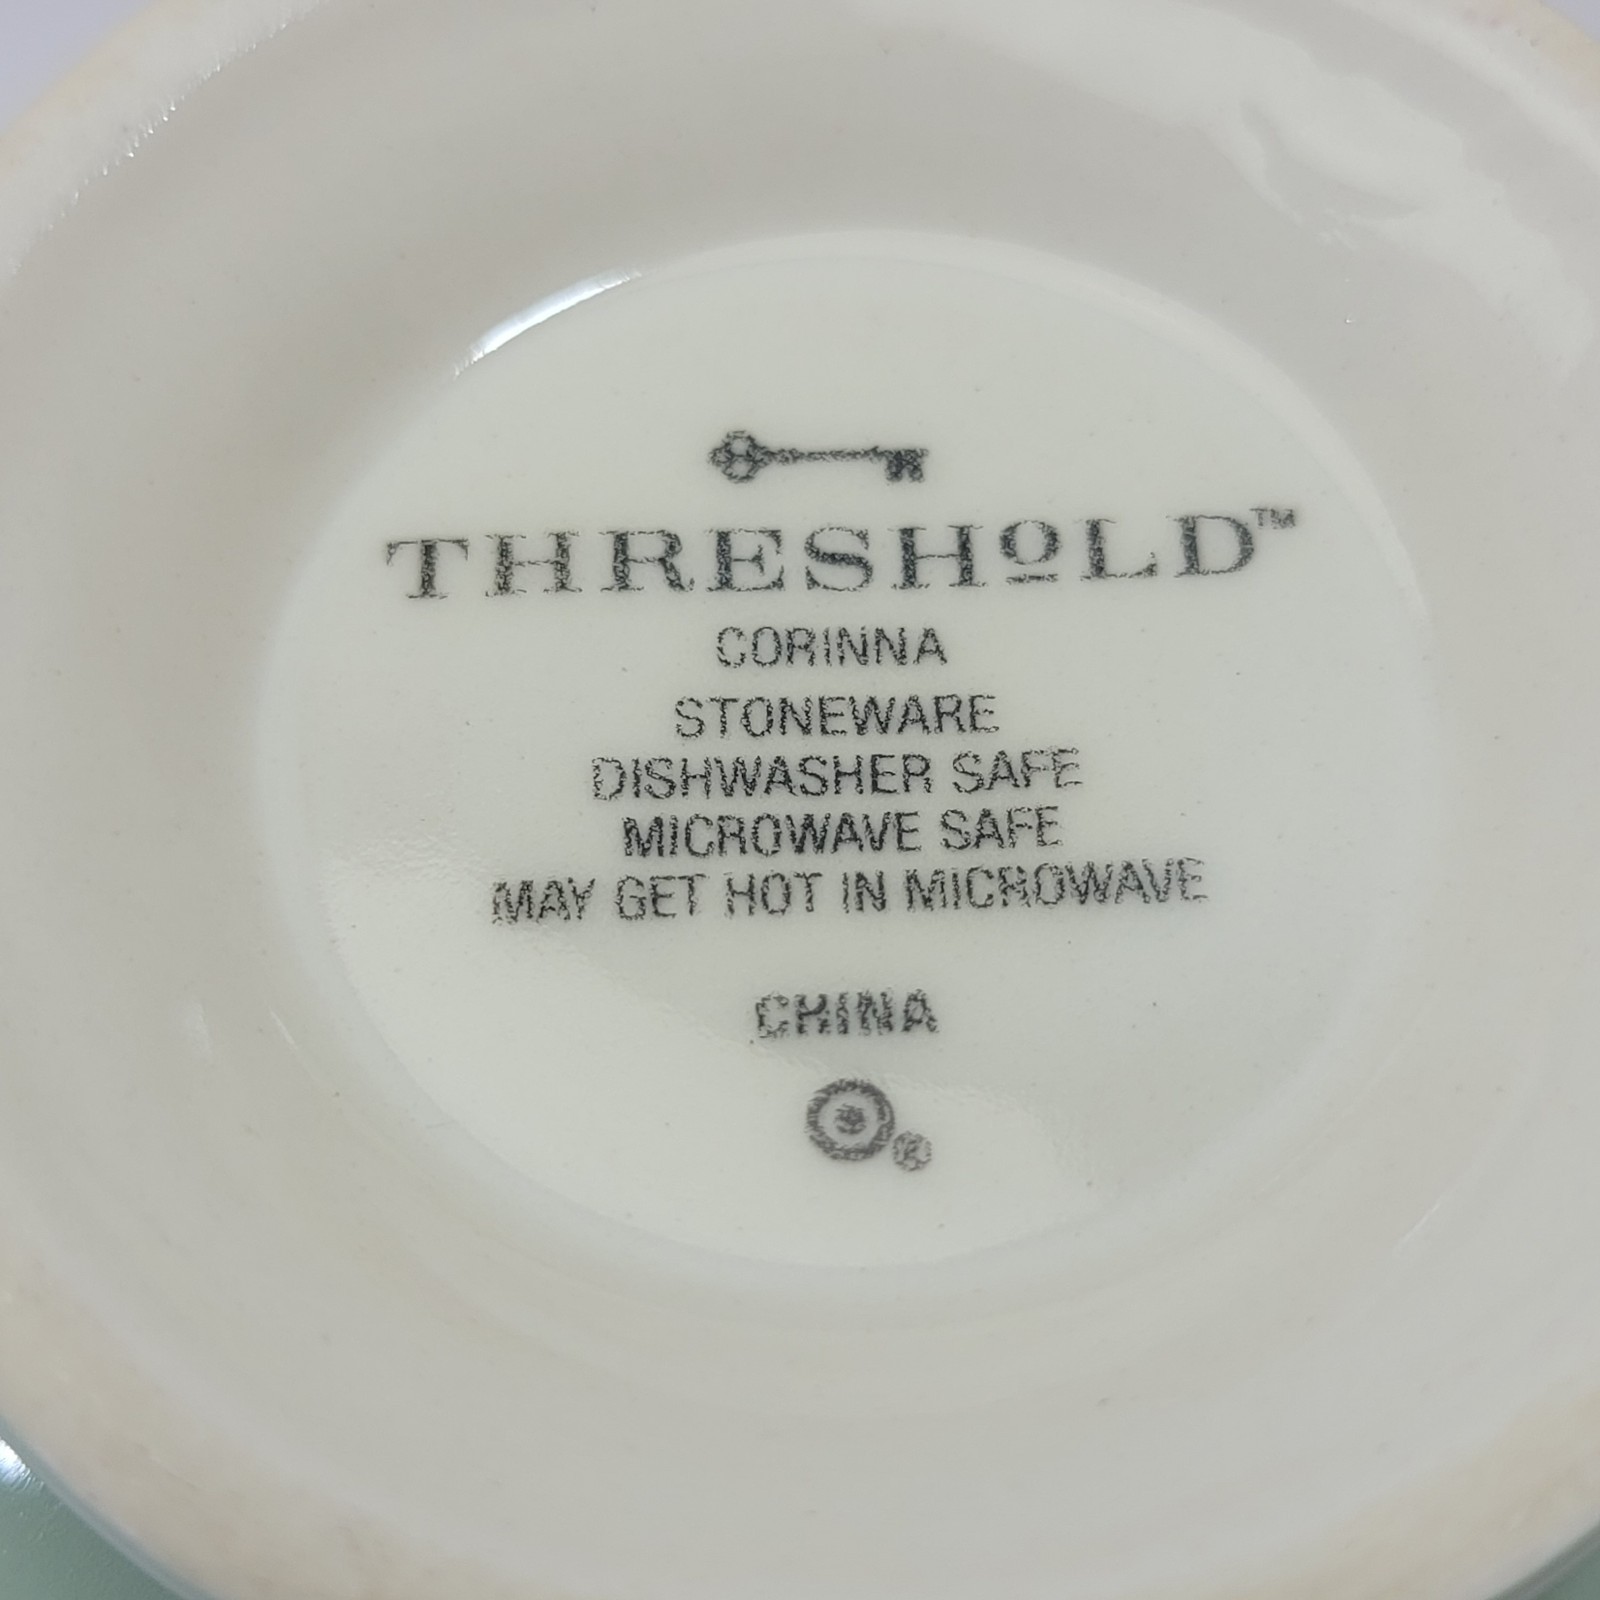 THRESHOLD™
CORINNA
STONEWARE
DISHWASHER SAFE
MICROWAVE SAFE
MAY GET HOT IN MICROWAVE
CHINA
®